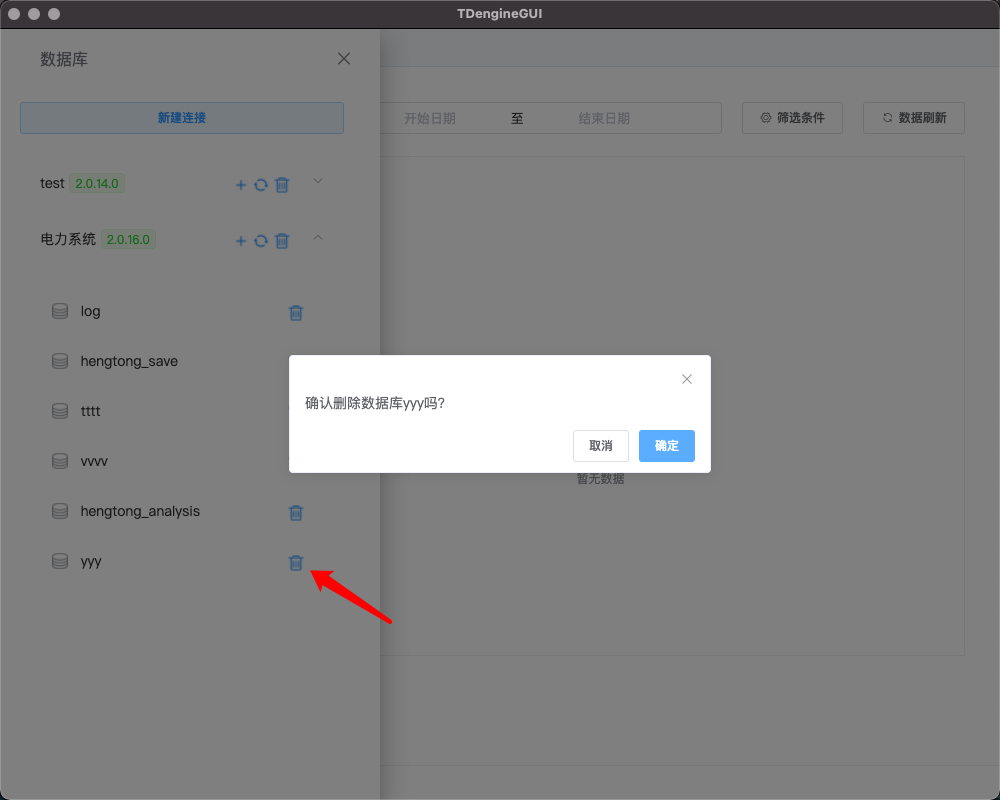 TDengineGUI
数据库
新建连接
开始日期 至 结束日期
筛选条件
数据刷新
test 2.0.14.0
电力系统 2.0.16.0
log
hengtong_save
tttt
vvvv
hengtong_analysis
yyy
确认删除数据库yyy吗?
取消
确定
暂无数据